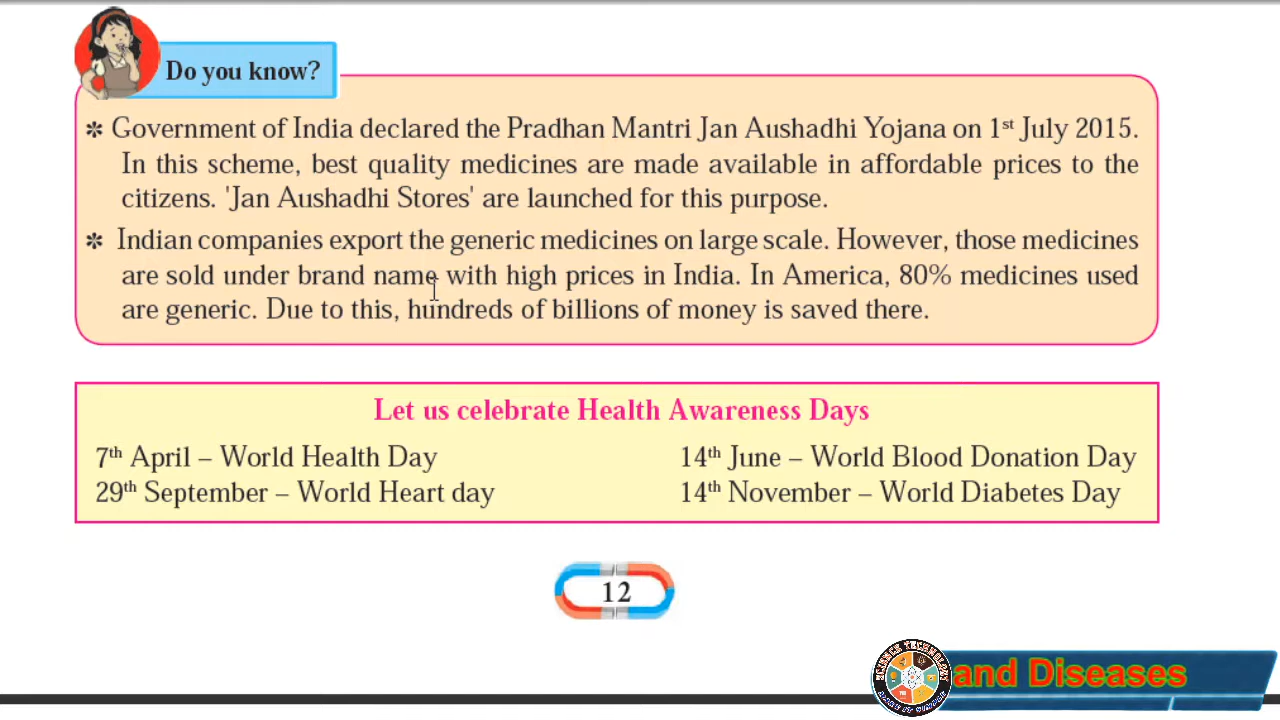 Do you know?
* Government of India declared the Pradhan Mantri Jan Aushadhi Yojana on 1st July 2015.
In this scheme, best quality medicines are made available in affordable prices to the
citizens. 'Jan Aushadhi Stores' are launched for this purpose.
* Indian companies export the generic medicines on large scale. However, those medicines
are sold under brand name with high prices in India. In America, 80% medicines used
are generic. Due to this, hundreds of billions of money is saved there.
Let us celebrate Health Awareness Days
7th April – World Health Day
14th June – World Blood Donation Day
29th September – World Heart day
14th November – World Diabetes Day
12
SCIENCE TECHNOLOGY
and Diseases